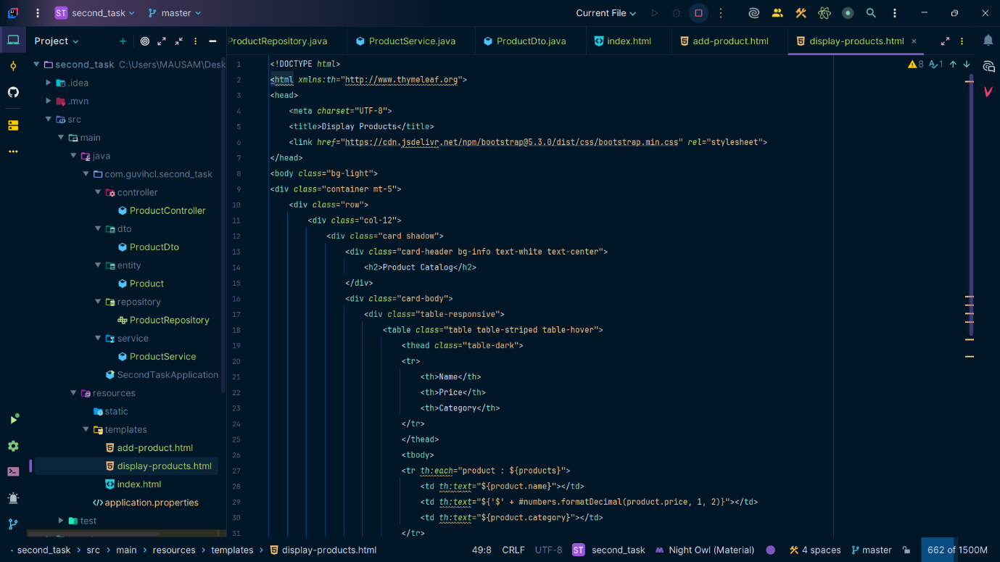 ST second_task master Current File
Project
ProductRepository.java ProductService.java ProductDto.java index.html add-product.html display-products.html
second_task C:\Users\MAUSAM\Desk
.idea
.mvn
src
main
java
com.guvihcl.second_task
controller
ProductController
dto
ProductDto
entity
Product
repository
ProductRepository
service
ProductService
SecondTaskApplication
resources
static
templates
add-product.html
display-products.html
index.html
application.properties
test
8 1
1 <!DOCTYPE html>
2 <html xmlns:th="http://www.thymeleaf.org">
3 <head>
4 <meta charset="UTF-8">
5 <title>Display Products</title>
6 <link href="https://cdn.jsdelivr.net/npm/bootstrap@5.3.0/dist/css/bootstrap.min.css" rel="stylesheet">
7 </head>
8 <body class="bg-light">
9 <div class="container mt-5">
10 <div class="row">
11 <div class="col-12">
12 <div class="card shadow">
13 <div class="card-header bg-info text-white text-center">
14 <h2>Product Catalog</h2>
15 </div>
16 <div class="card-body">
17 <div class="table-responsive">
18 <table class="table table-striped table-hover">
19 <thead class="table-dark">
20 <tr>
21 <th>Name</th>
22 <th>Price</th>
23 <th>Category</th>
24 </tr>
25 </thead>
26 <tbody>
27 <tr th:each="product : ${products}">
28 <td th:text="${product.name}"></td>
29 <td th:text="${'$' + #numbers.formatDecimal(product.price, 1, 2)}"></td>
30 <td th:text="${product.category}"></td>
31 </tr>
second_task > src > main > resources > templates > display-products.html 49:8 CRLF UTF-8 ST second_task Night Owl (Material) 4 spaces master 662 of 1500M